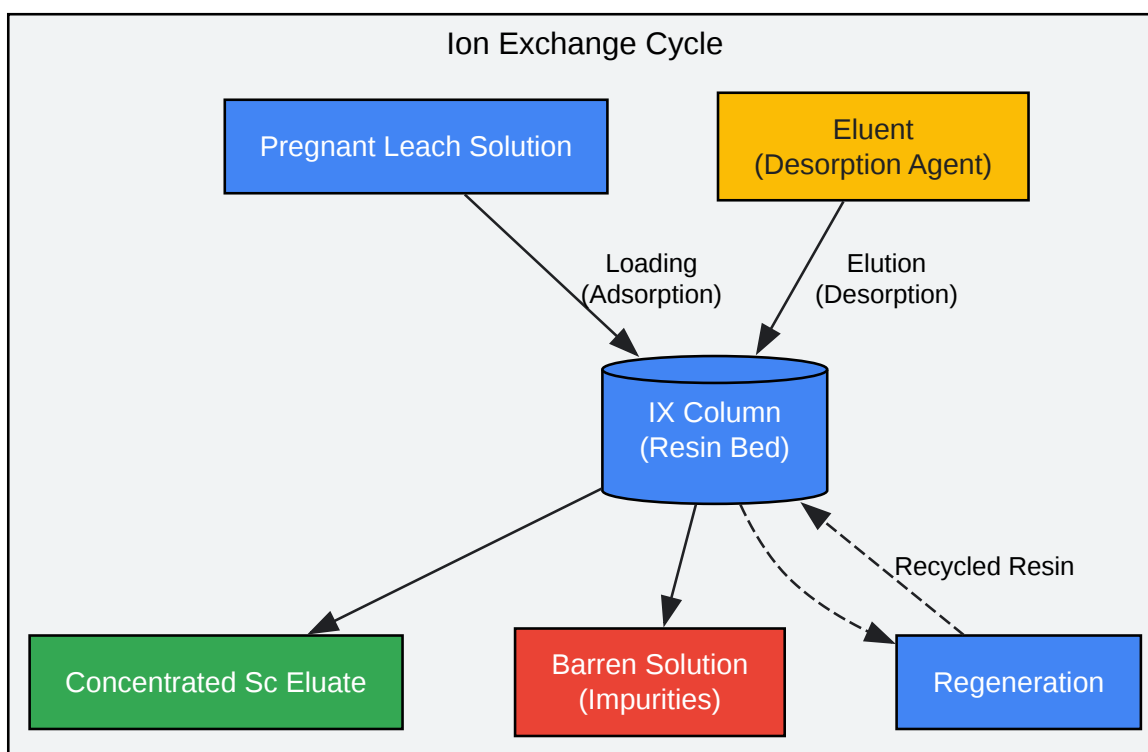 Ion Exchange Cycle
Pregnant Leach Solution
Eluent
(Desorption Agent)
Loading
(Adsorption)
Elution
(Desorption)
IX Column
(Resin Bed)
Recycled Resin
Concentrated Sc Eluate
Barren Solution
(Impurities)
Regeneration